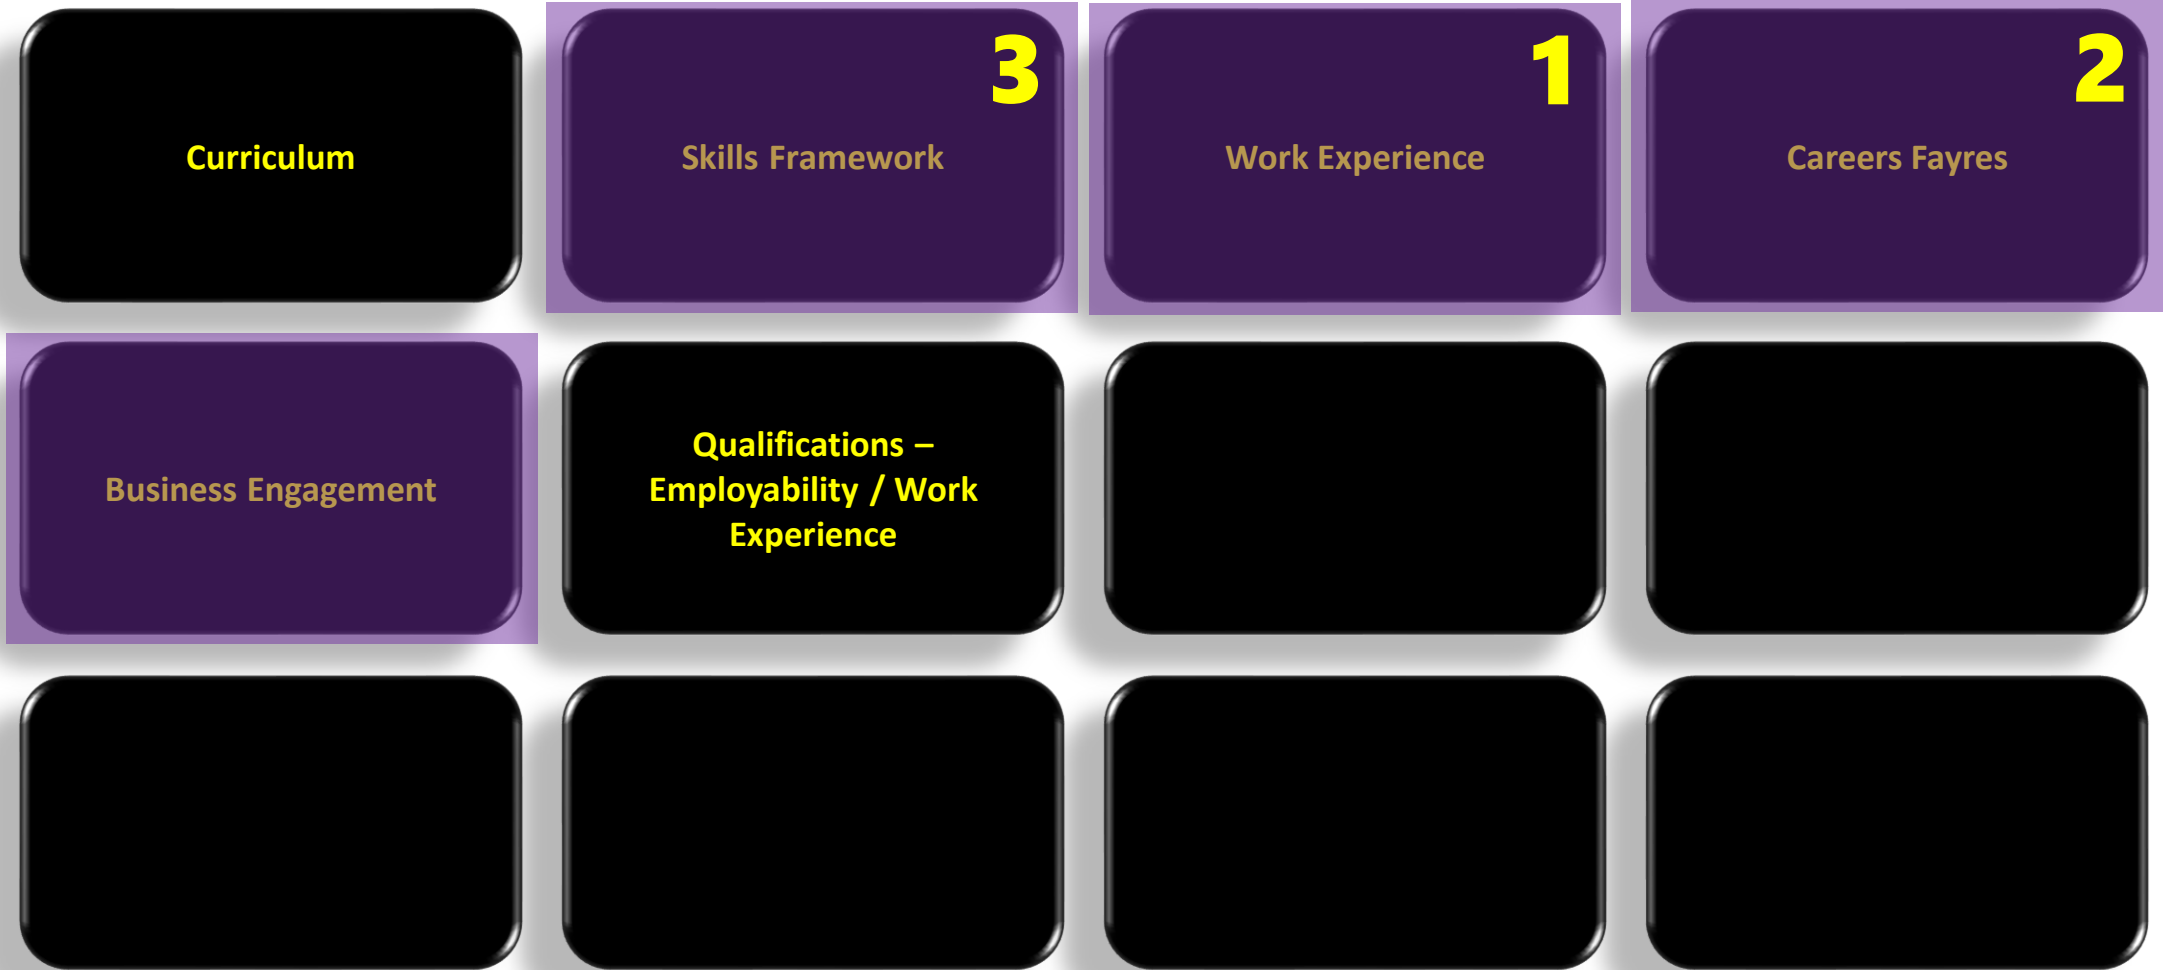 Curriculum
3
Skills Framework
1
Work Experience
2
Careers Fayres
Business Engagement
Qualifications –
Employability / Work
Experience